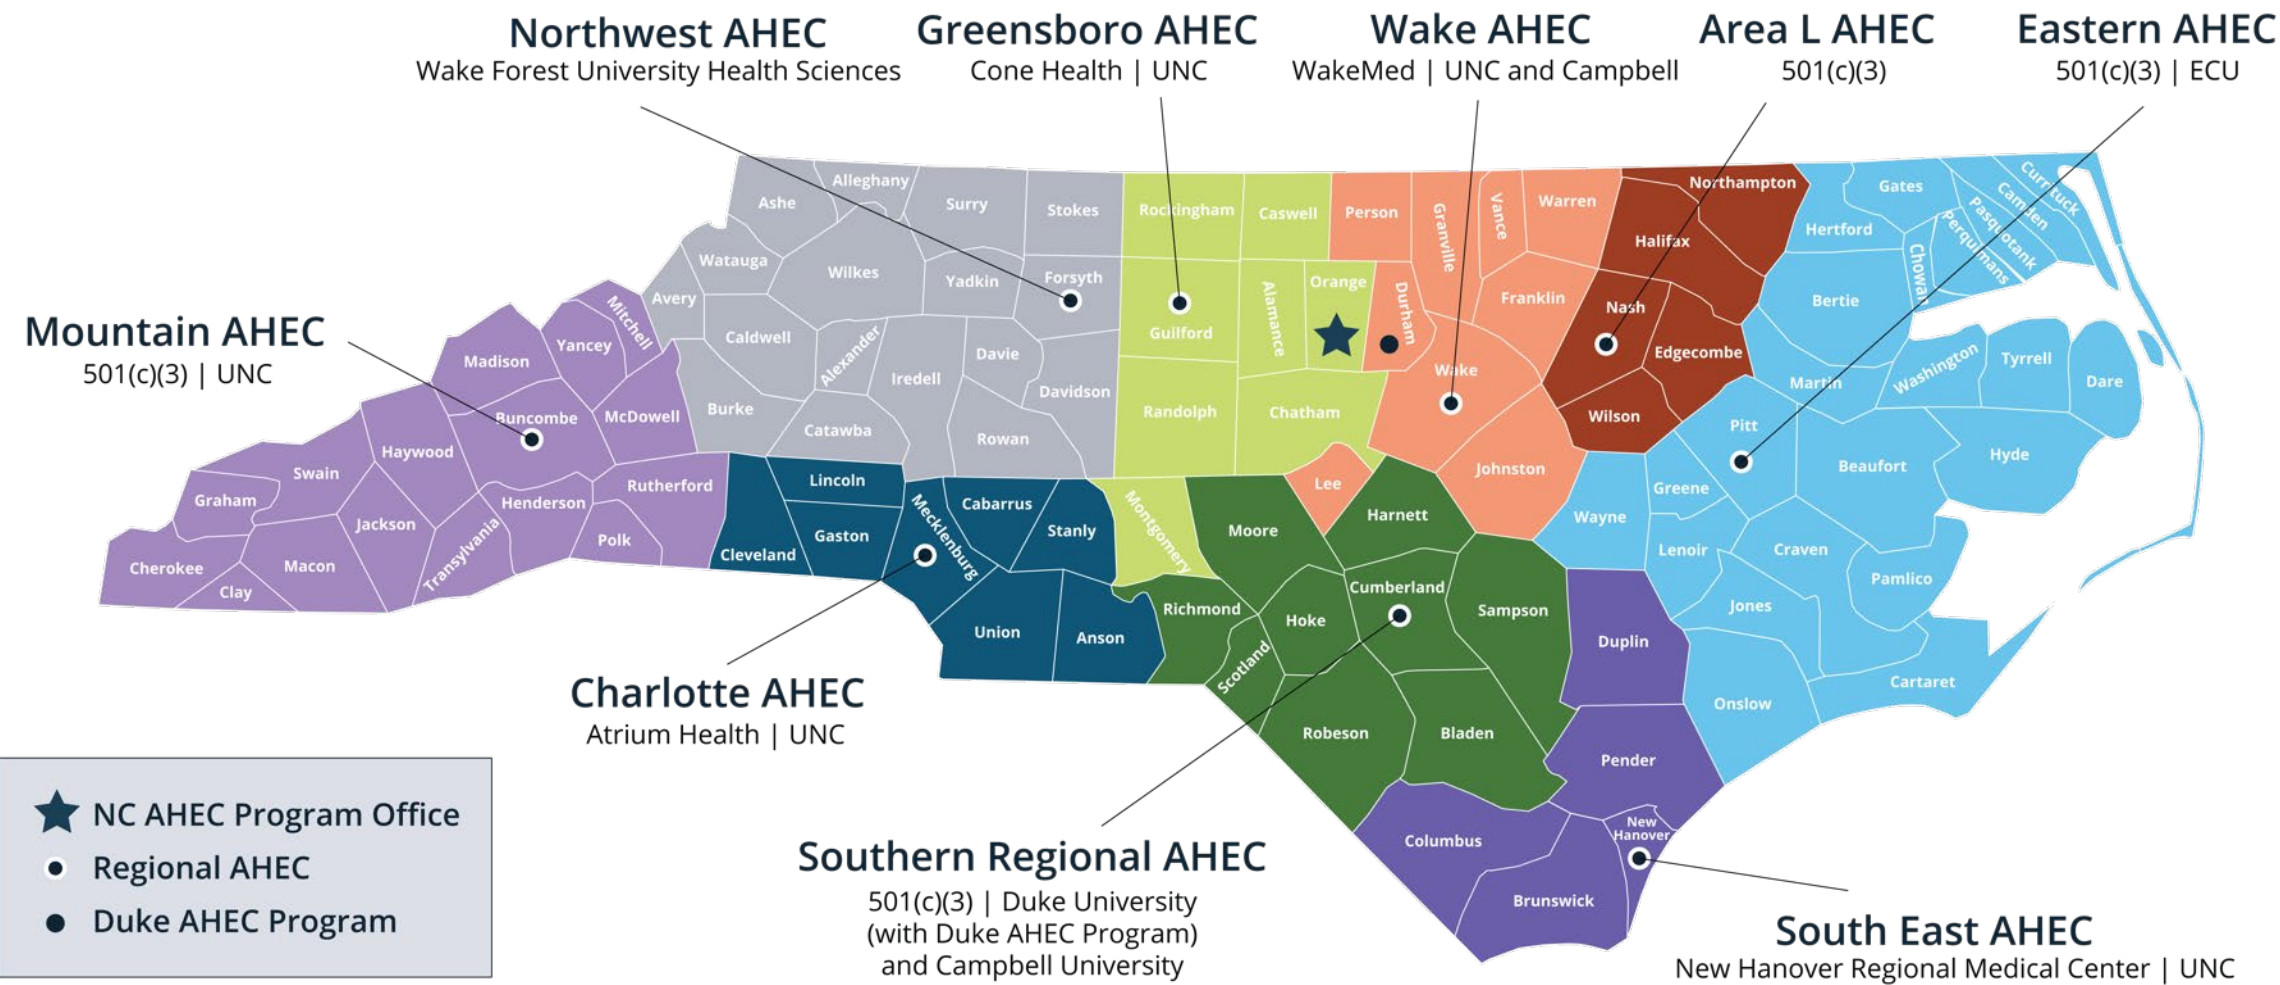 Northwest AHEC
Wake Forest University Health Sciences
Greensboro AHEC
Cone Health | UNC
Wake AHEC
WakeMed | UNC and Campbell
Area L AHEC
501(c)(3)
Eastern AHEC
501(c)(3) | ECU
Mountain AHEC
501(c)(3) | UNC
Ashe
Alleghany
Surry
Stokes
Rockingham
Caswell
Person
Granville
Vance
Warren
Northampton
Gates
Currituck
Camden
Pasquotank
Perquimans
Chowan
Hertford
Halifax
Watauga
Wilkes
Yadkin
Forsyth
Avery
Mitchell
Guilford
Alamance
Orange
Durham
Franklin
Nash
Bertie
Madison
Yancey
Caldwell
Alexander
Iredell
Davie
Davidson
Wake
Edgecombe
Martin
Washington
Tyrrell
Dare
Buncombe
McDowell
Burke
Catawba
Rowan
Randolph
Chatham
Wilson
Pitt
Beaufort
Hyde
Haywood
Swain
Graham
Jackson
Henderson
Rutherford
Lincoln
Cabarrus
Stanly
Montgomery
Lee
Johnston
Greene
Wayne
Cherokee
Clay
Macon
Transylvania
Polk
Cleveland
Gaston
Mecklenburg
Moore
Harnett
Lenoir
Craven
Pamlico
Union
Anson
Richmond
Scotland
Hoke
Cumberland
Sampson
Duplin
Jones
Onslow
Cartaret
Robeson
Bladen
Pender
Columbus
Brunswick
New
Hanover
Charlotte AHEC
Atrium Health | UNC
Southern Regional AHEC
501(c)(3) | Duke University
(with Duke AHEC Program)
and Campbell University
South East AHEC
New Hanover Regional Medical Center | UNC
NC AHEC Program Office
Regional AHEC
Duke AHEC Program